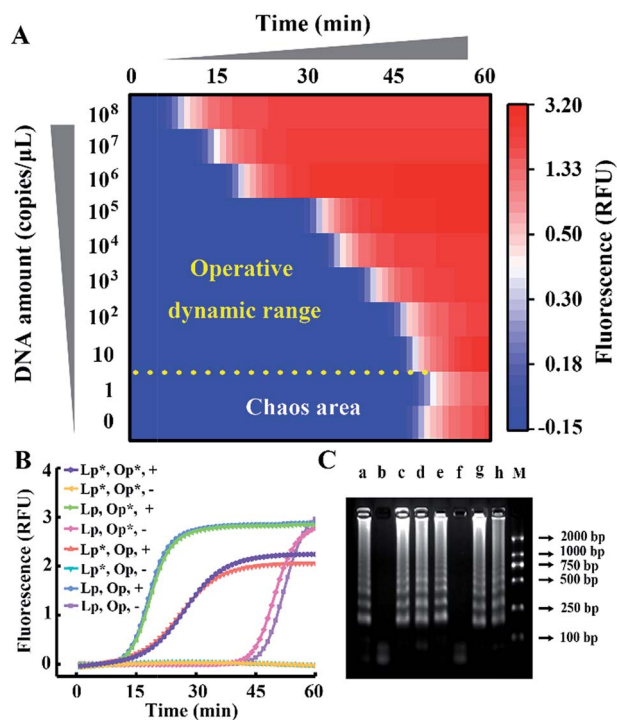 A
Time (min)
0 15 30 45 60
DNA amount (copies/μL)
10⁸
10⁷
10⁶
10⁵
10⁴
10³
10²
10
1
0
Operative
dynamic range
Chaos area
3.20
1.33
0.50
0.30
0.18
-0.15
Fluorescence (RFU)
B
Fluorescence (RFU)
4
3
2
1
0
Lp*, Op*, +
Lp*, Op*, -
Lp, Op*, +
Lp, Op*, -
Lp*, Op, +
Lp*, Op, -
Lp, Op, +
Lp, Op, -
0 15 30 45 60
Time (min)
C
a b c d e f g h M
2000 bp
1000 bp
750 bp
500 bp
250 bp
100 bp